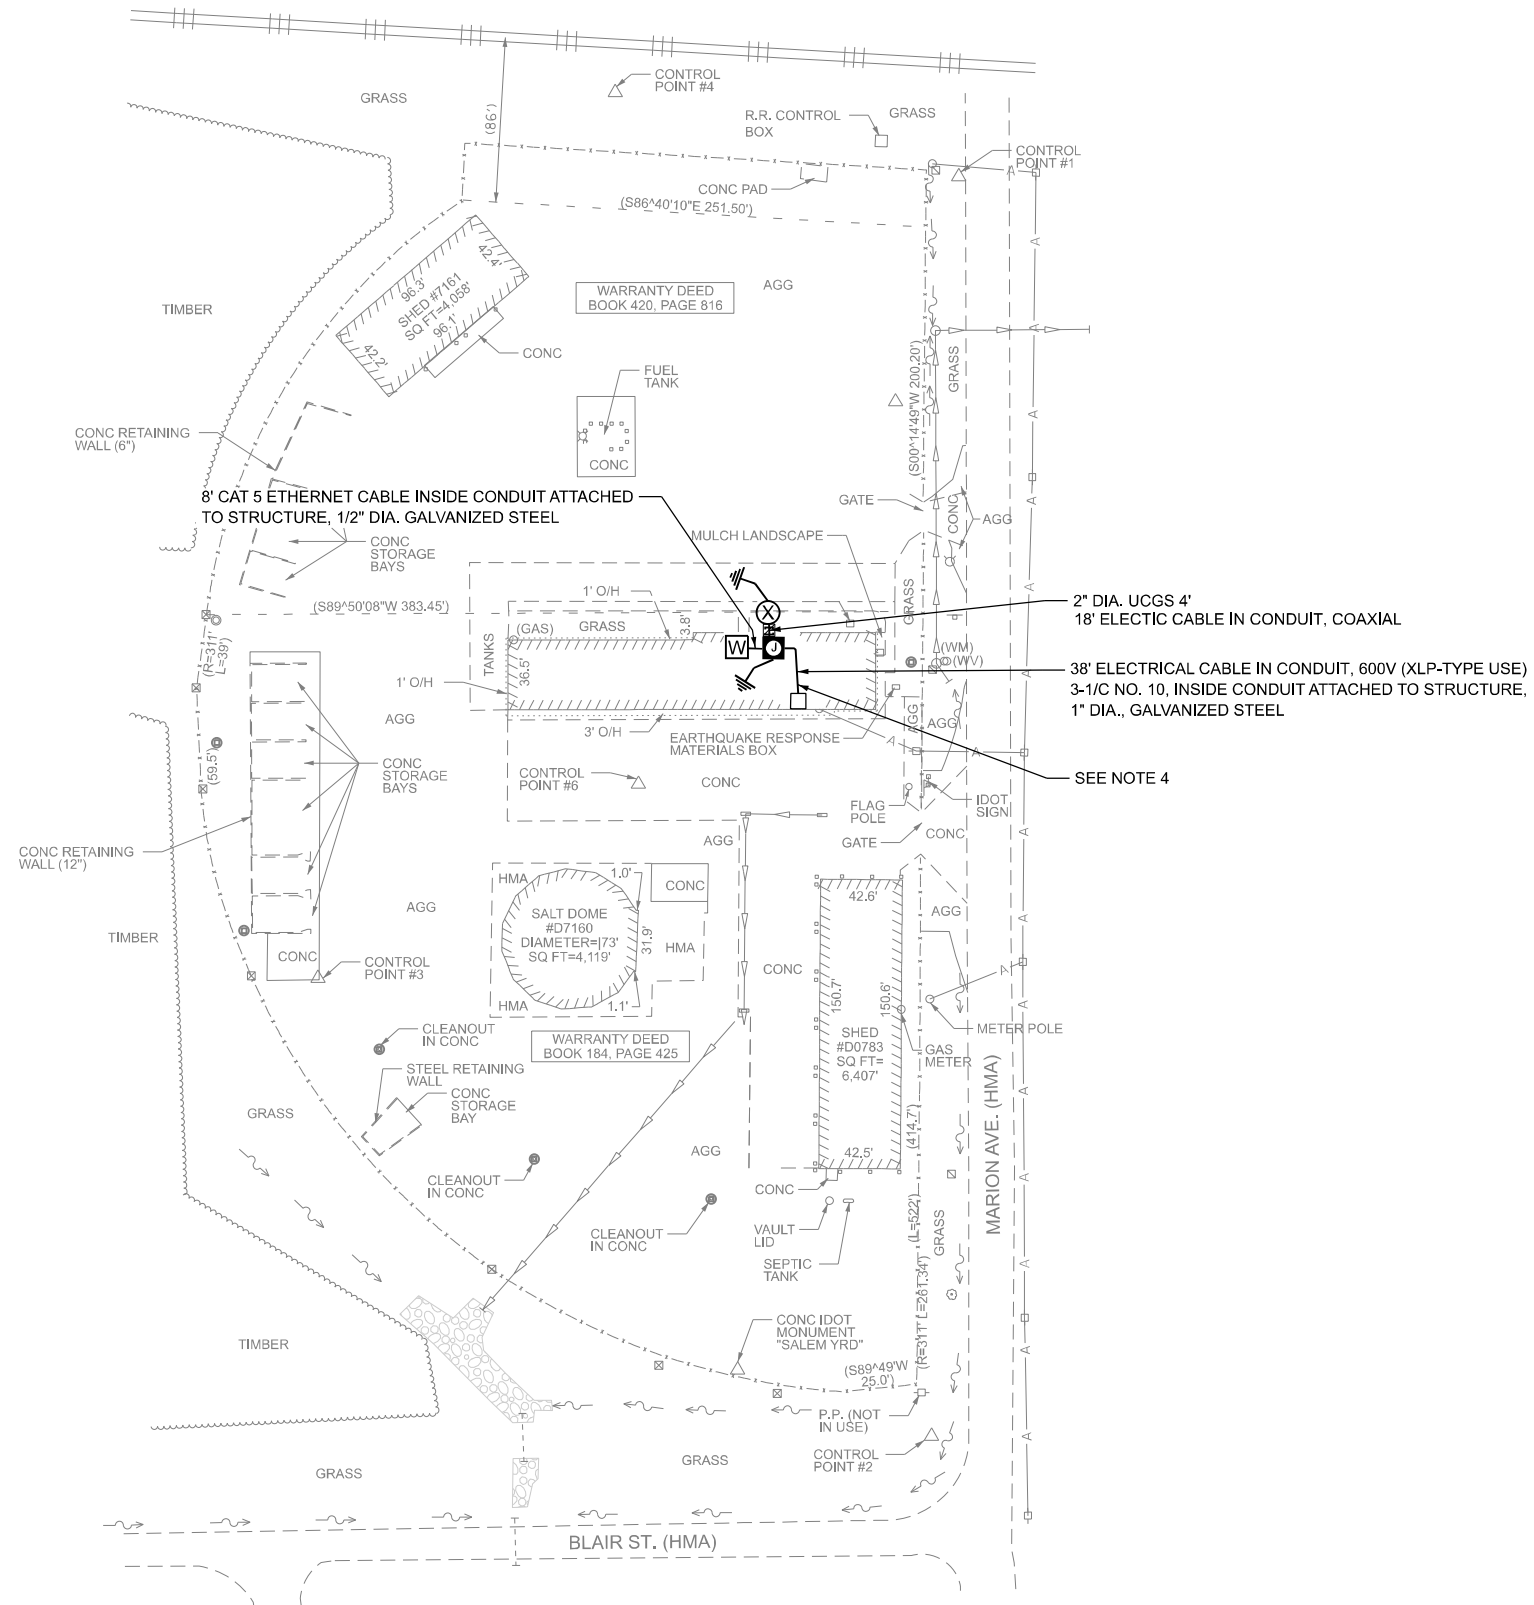 CONTROL
POINT #4
GRASS
(86')
R.R. CONTROL
BOX
GRASS
A
CONTROL
POINT #1
CONC PAD
(S86^40'10"E 251.50')
96.3'
SHED #7161
SQ FT=4,058'
96.1'
42.4'
42.2'
WARRANTY DEED
BOOK 420, PAGE 816
AGG
TIMBER
A
CONC
A
GRASS
FUEL
TANK
(S00^14'49"W 200.20')
A
CONC RETAINING
WALL (6")
CONC
8' CAT 5 ETHERNET CABLE INSIDE CONDUIT ATTACHED
TO STRUCTURE, 1/2" DIA. GALVANIZED STEEL
GATE
CONC
AGG
A
MULCH LANDSCAPE
CONC
STORAGE
BAYS
1' O/H
A
(S89^50'08"W 383.45')
GRASS
X
2" DIA. UCGS 4'
18' ELECTIC CABLE IN CONDUIT, COAXIAL
(GAS)
GRASS
3.8'
W
J
(WM)
(WV)
(R=311'
L=39')
TANKS
36.5'
A
38' ELECTRICAL CABLE IN CONDUIT, 600V (XLP-TYPE USE)
3-1/C NO. 10, INSIDE CONDUIT ATTACHED TO STRUCTURE,
1" DIA., GALVANIZED STEEL
1' O/H
AGG
3' O/H
EARTHQUAKE RESPONSE
MATERIALS BOX
AGG
AGG
A
A
(59.5')
CONC
STORAGE
BAYS
CONTROL
POINT #6
CONC
SEE NOTE 4
FLAG
POLE
IDOT
SIGN
A
CONC RETAINING
WALL (12")
AGG
GATE
CONC
HMA
1.0'
CONC
42.6'
AGG
A
AGG
SALT DOME
#D7160
DIAMETER=|73'
SQ FT=4,119'
31.9'
HMA
TIMBER
CONC
CONTROL
POINT #3
CONC
A
HMA
1.1'
150.7'
150.6'
A
CLEANOUT
IN CONC
WARRANTY DEED
BOOK 184, PAGE 425
SHED
#D0783
SQ FT=
6,407'
METER POLE
GAS
METER
STEEL RETAINING
WALL
CONC
STORAGE
BAY
MARION AVE. (HMA)
A
GRASS
(414.7')
AGG
42.5'
CLEANOUT
IN CONC
CONC
A
(L=522')
CLEANOUT
IN CONC
VAULT
LID
GRASS
SEPTIC
TANK
A
(R=311' L=261.34')
CONC IDOT
MONUMENT
"SALEM YRD"
TIMBER
A
(S89^49'W
25.0')
P.P. (NOT
IN USE)
A
CONTROL
POINT #2
GRASS
GRASS
BLAIR ST. (HMA)